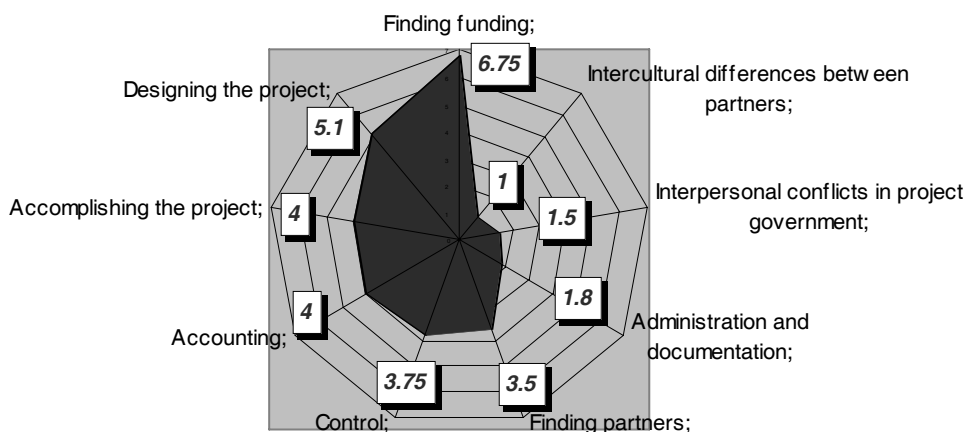 Finding funding;
6.75
Intercultural differences between
partners;
Designing the project;
5.1
1
Accomplishing the project;
4
1.5
Interpersonal conflicts in project
government;
4
1.8
Accounting;
Administration and
documentation;
3.75
3.5
Control;
Finding partners;